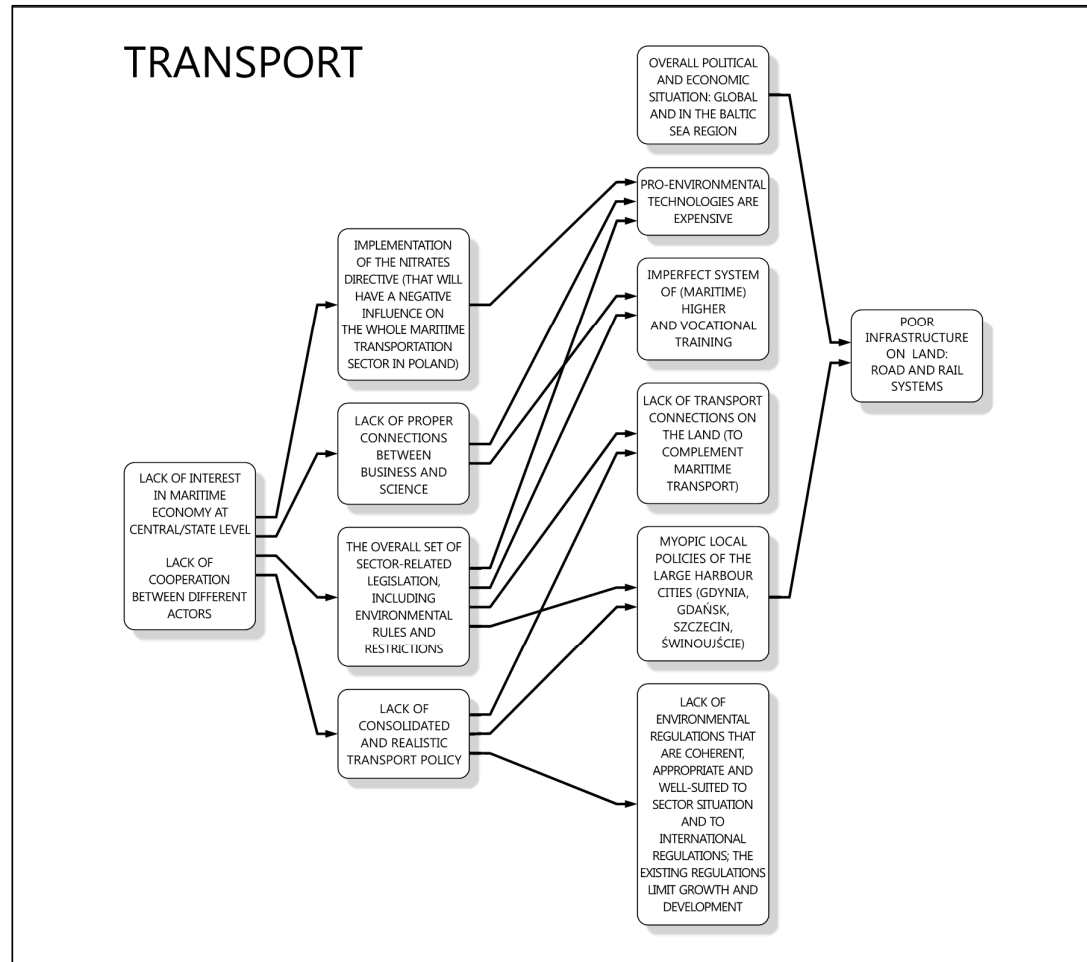 TRANSPORT
OVERALL POLITICAL
AND ECONOMIC
SITUATION: GLOBAL
AND IN THE BALTIC
SEA REGION
PRO-ENVIRONMENTAL
TECHNOLOGIES ARE
EXPENSIVE
IMPLEMENTATION
OF THE NITRATES
DIRECTIVE (THAT WILL
HAVE A NEGATIVE
INFLUENCE ON
THE WHOLE MARITIME
TRANSPORTATION
SECTOR IN POLAND)
IMPERFECT SYSTEM
OF (MARITIME)
HIGHER
AND VOCATIONAL
TRAINING
POOR
INFRASTRUCTURE
ON LAND:
ROAD AND RAIL
SYSTEMS
LACK OF PROPER
CONNECTIONS
BETWEEN
BUSINESS AND
SCIENCE
LACK OF TRANSPORT
CONNECTIONS ON
THE LAND (TO
COMPLEMENT
MARITIME
TRANSPORT)
LACK OF INTEREST
IN MARITIME
ECONOMY AT
CENTRAL/STATE LEVEL
LACK OF
COOPERATION
BETWEEN DIFFERENT
ACTORS
THE OVERALL SET OF
SECTOR-RELATED
LEGISLATION,
INCLUDING
ENVIRONMENTAL
RULES AND
RESTRICTIONS
MYOPIC LOCAL
POLICIES OF THE
LARGE HARBOUR
CITIES (GDYNIA,
GDAŃSK,
SZCZECIN,
ŚWINOUJŚCIE)
LACK OF
CONSOLIDATED
AND REALISTIC
TRANSPORT POLICY
LACK OF
ENVIRONMENTAL
REGULATIONS THAT
ARE COHERENT,
APPROPRIATE AND
WELL-SUITED TO
SECTOR SITUATION
AND TO
INTERNATIONAL
REGULATIONS; THE
EXISTING REGULATIONS
LIMIT GROWTH AND
DEVELOPMENT